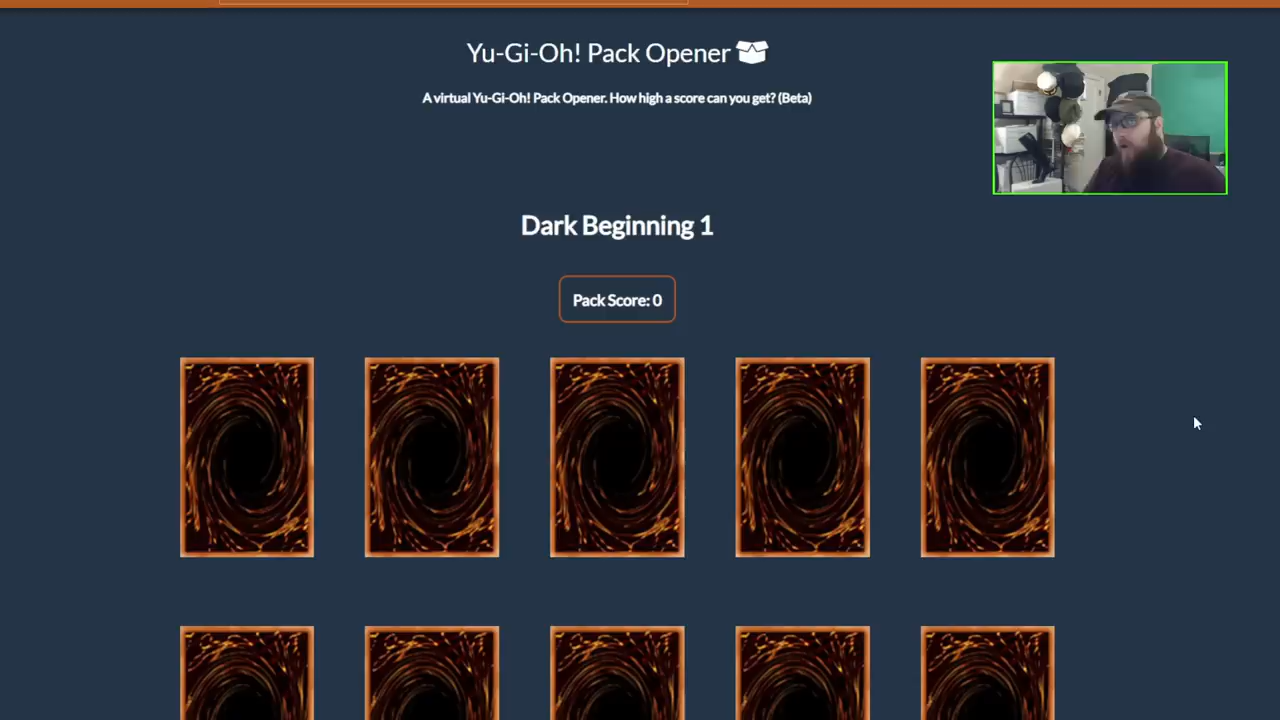 Yu-Gi-Oh! Pack Opener
A virtual Yu-Gi-Oh! Pack Opener. How high a score can you get? (Beta)
Dark Beginning 1
Pack Score: 0